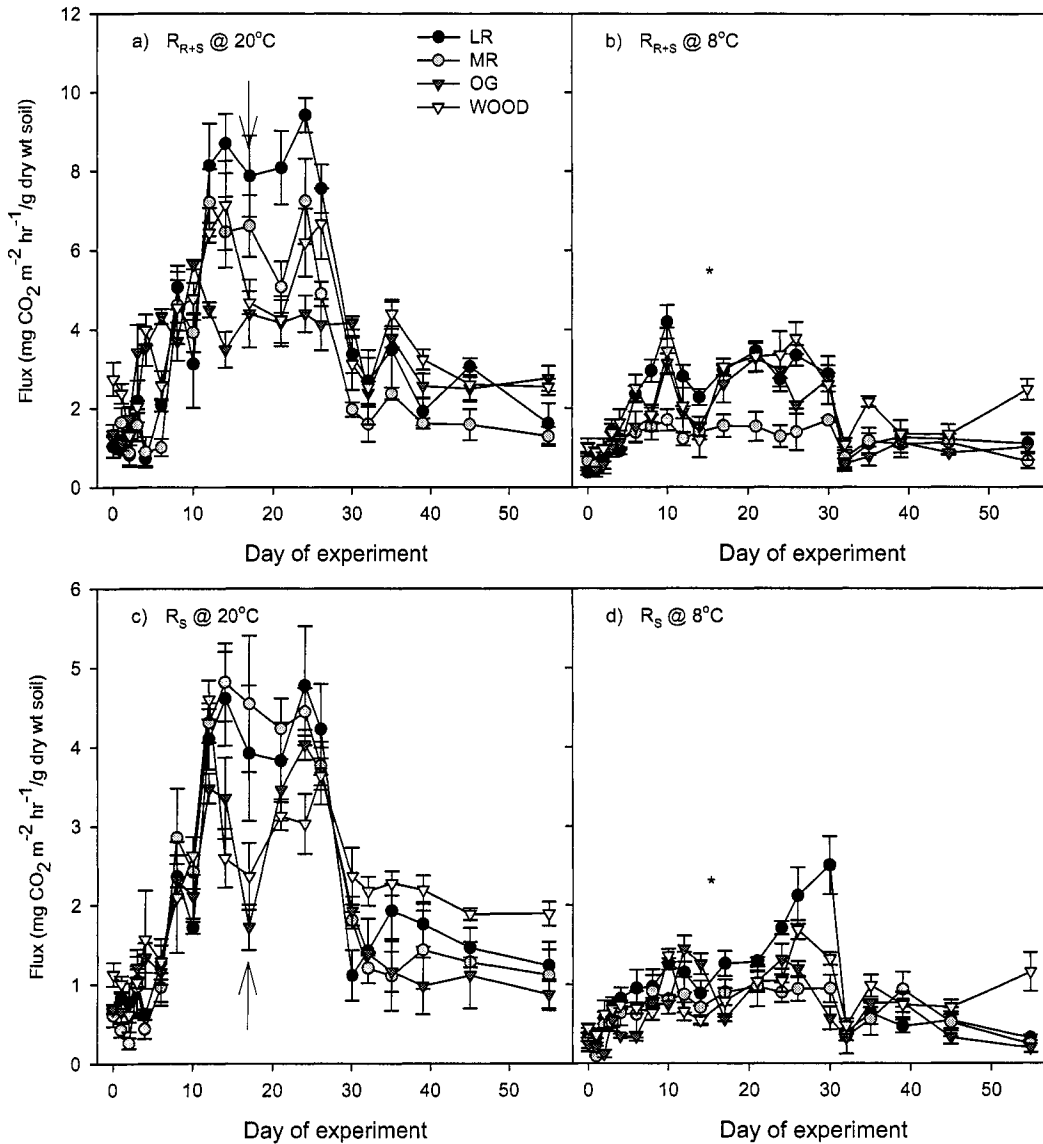 12
10
8
6
4
2
0
Flux (mg CO₂ m⁻² hr⁻¹/g dry wt soil)
a) R_R+S @ 20°C
LR
MR
OG
WOOD
b) R_R+S @ 8°C
*
0 10 20 30 40 50
Day of experiment
0 10 20 30 40 50
Day of experiment
6
5
4
3
2
1
0
Flux (mg CO₂ m⁻² hr⁻¹/g dry wt soil)
c) R_S @ 20°C
d) R_S @ 8°C
*
0 10 20 30 40 50
Day of experiment
0 10 20 30 40 50
Day of experiment